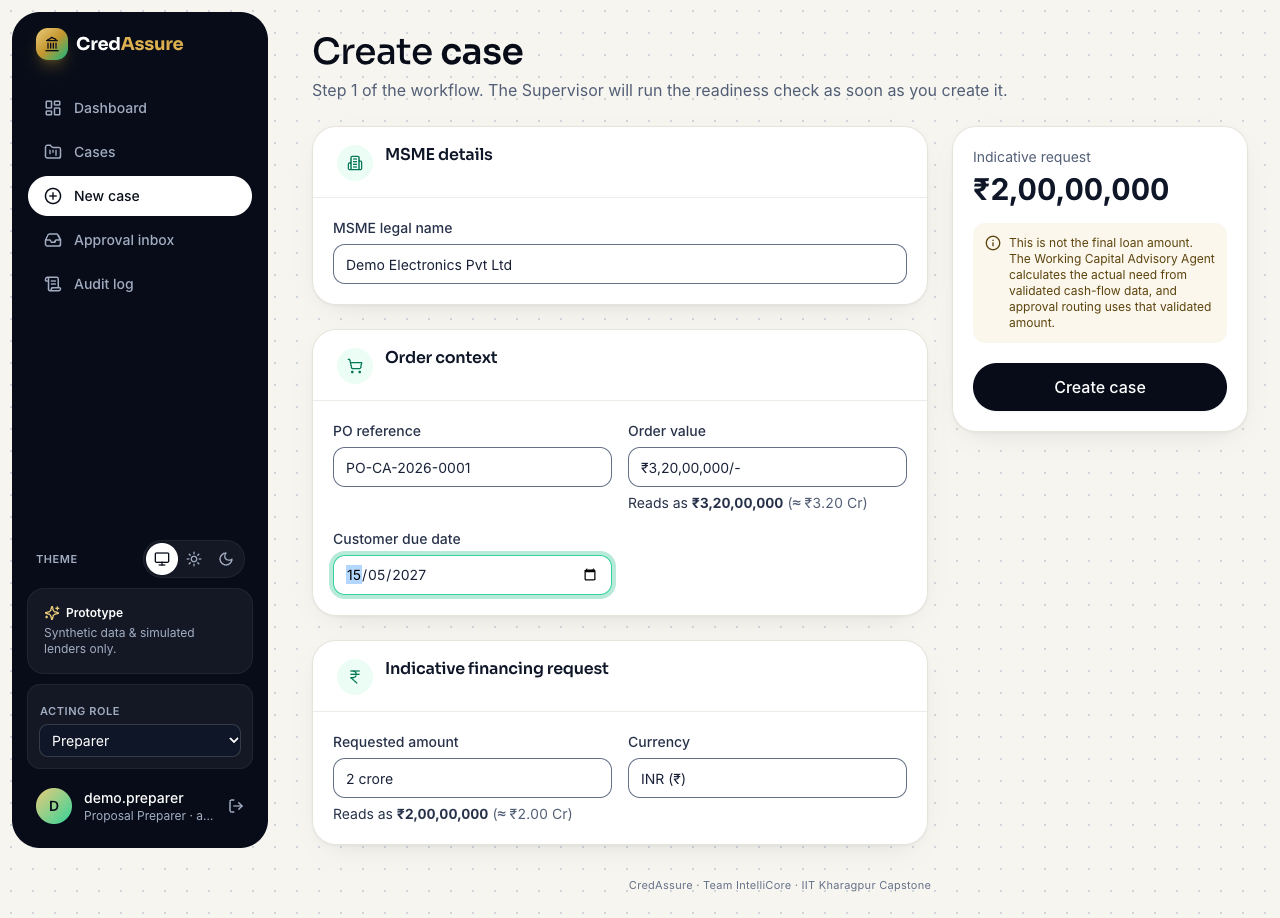 CredAssure
Dashboard
Cases
New case
Approval inbox
Audit log
THEME
Prototype
Synthetic data & simulated
lenders only.
ACTING ROLE
Preparer
D
demo.preparer
Proposal Preparer · a...
Create case
Step 1 of the workflow. The Supervisor will run the readiness check as soon as you create it.
MSME details
MSME legal name
Demo Electronics Pvt Ltd
Order context
PO reference
Order value
PO-CA-2026-0001
₹3,20,00,000/-
Reads as ₹3,20,00,000 (≈ ₹3.20 Cr)
Customer due date
15/05/2027
Indicative financing request
Requested amount
Currency
2 crore
INR (₹)
Reads as ₹2,00,00,000 (≈ ₹2.00 Cr)
Indicative request
₹2,00,00,000
This is not the final loan amount.
The Working Capital Advisory Agent
calculates the actual need from
validated cash-flow data, and
approval routing uses that validated
amount.
Create case
CredAssure · Team IntelliCore · IIT Kharagpur Capstone